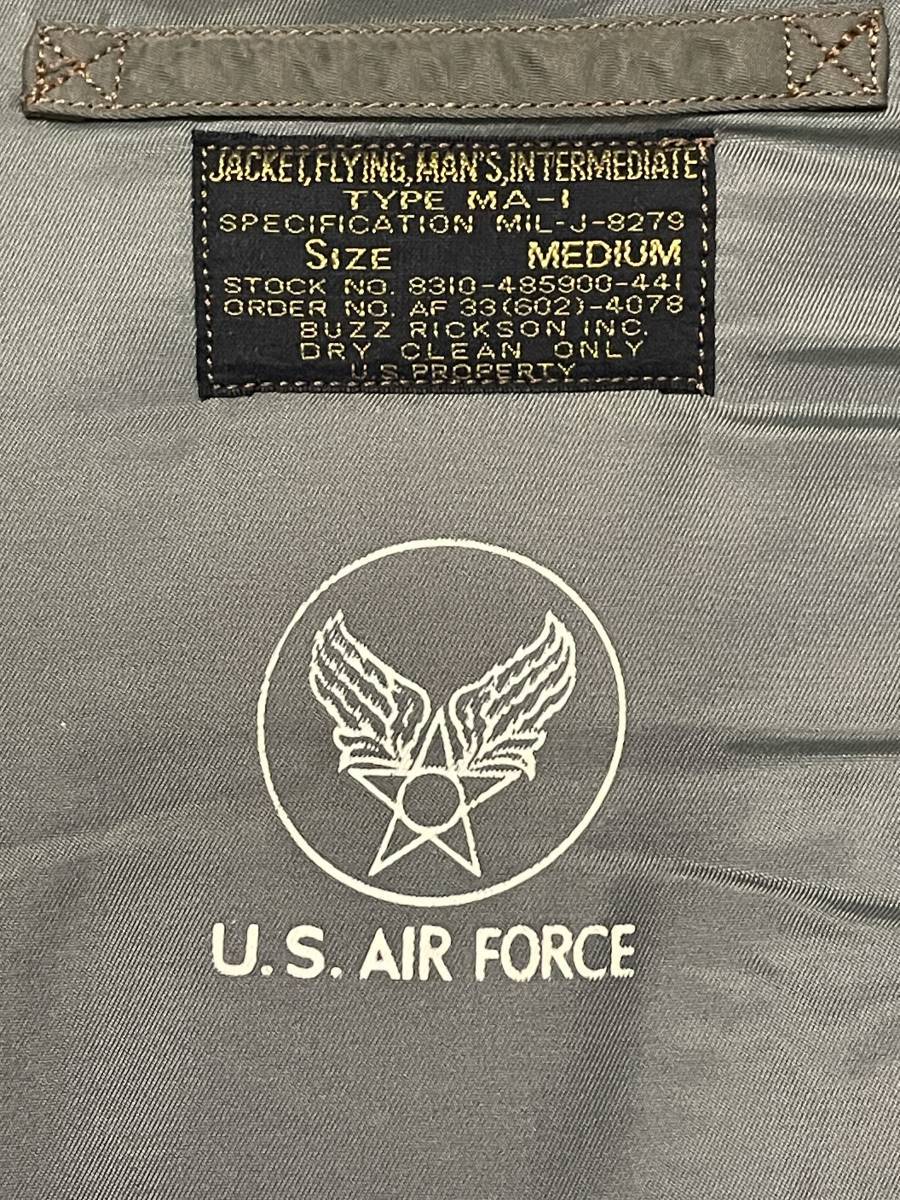 JACKET, FLYING, MAN'S, INTERMEDIATE
TYPE MA-1
SPECIFICATION MIL-J-8279
SIZE MEDIUM
STOCK NO. 8310-485900-441
ORDER NO. AF 33(602)-4078
BUZZ RICKSON INC.
DRY CLEAN ONLY
U.S. PROPERTY
U.S. AIR FORCE